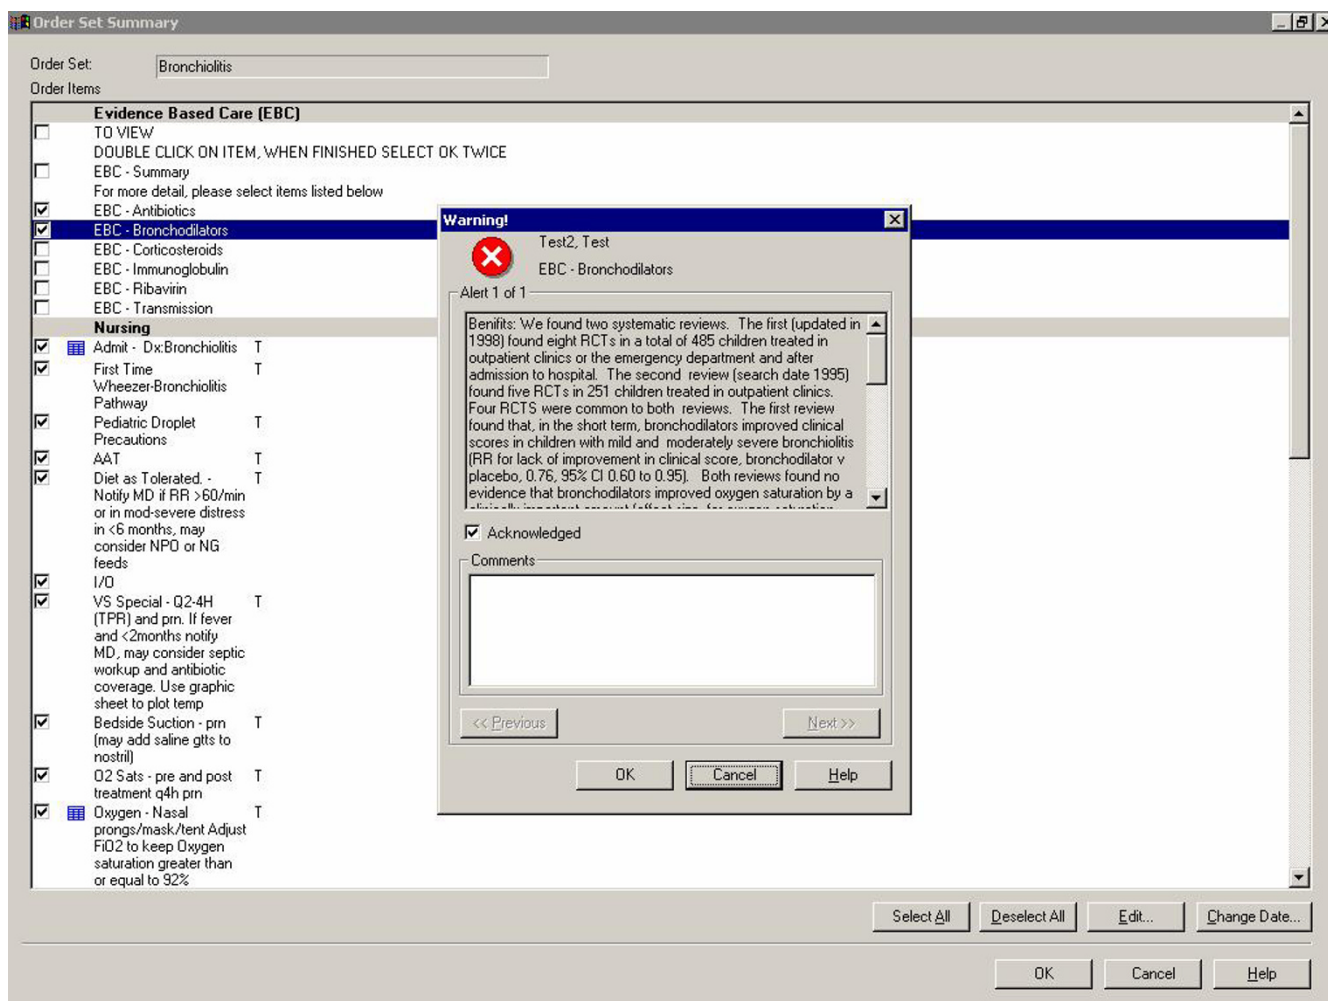 Order Set Summary
Order Set:
Bronchiolitis
Order Items
Evidence Based Care (EBC)
TO VIEW
DOUBLE CLICK ON ITEM, WHEN FINISHED SELECT OK TWICE
EBC - Summary
For more detail, please select items listed below
EBC - Antibiotics
EBC - Bronchodilators
EBC - Corticosteroids
EBC - Immunoglobulin
EBC - Ribavirin
EBC - Transmission
Nursing
Admit - Dx:Bronchiolitis T
First Time T
Wheezer-Bronchiolitis
Pathway
Pediatric Droplet T
Precautions
AAT T
Diet as Tolerated. - T
Notify MD if RR >60/min
or in mod-severe distress
in <6 months, may
consider NPO or NG
feeds
I/O
VS Special - Q2-4H T
(TPR) and prn. If fever
and <2months notify
MD, may consider septic
workup and antibiotic
coverage. Use graphic
sheet to plot temp
Bedside Suction - prn T
(may add saline gtts to
nostril)
O2 Sats - pre and post T
treatment q4h prn
Oxygen - Nasal T
prongs/mask/tent Adjust
FiO2 to keep Oxygen
saturation greater than
or equal to 92%
Warning!
Test2, Test
EBC - Bronchodilators
Alert 1 of 1
Benifits: We found two systematic reviews. The first (updated in
1998) found eight RCTs in a total of 485 children treated in
outpatient clinics or the emergency department and after
admission to hospital. The second review (search date 1995)
found five RCTs in 251 children treated in outpatient clinics.
Four RCTS were common to both reviews. The first review
found that, in the short term, bronchodilators improved clinical
scores in children with mild and moderately severe bronchiolitis
(RR for lack of improvement in clinical score, bronchodilator v
placebo, 0.76, 95% CI 0.60 to 0.95). Both reviews found no
evidence that bronchodilators improved oxygen saturation by a
Acknowledged
Comments
<< Previous
Next >>
OK
Cancel
Help
Select All
Deselect All
Edit...
Change Date...
OK
Cancel
Help